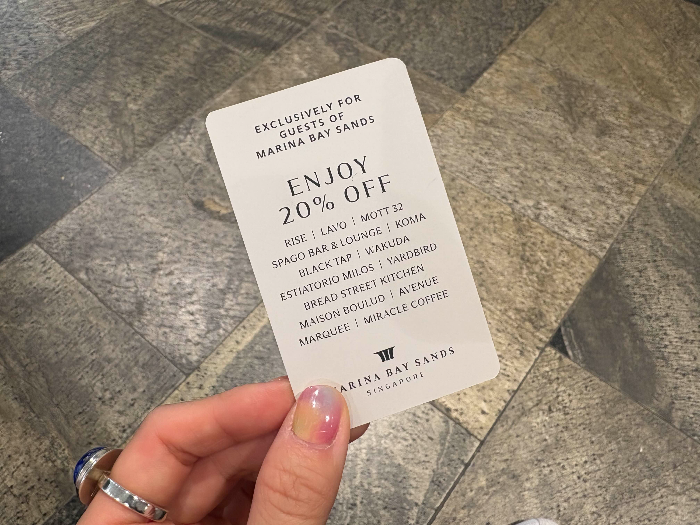 EXCLUSIVELY FOR
GUESTS OF
MARINA BAY SANDS
ENJOY
20% OFF
RISE | LAVO | MOTT 32
SPAGO BAR & LOUNGE | KOMA
BLACK TAP | WAKUDA
ESTIATORIO MILOS | YARDBIRD
BREAD STREET KITCHEN
MAISON BOULUD | AVENUE
MARQUEE | MIRACLE COFFEE
MARINA BAY SANDS
SINGAPORE